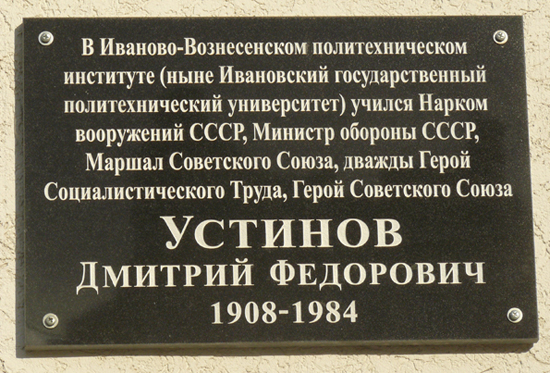 В Иваново-Вознесенском политехническом
институте (ныне Ивановский государственный
политехнический университет) учился Нарком
вооружений СССР, Министр обороны СССР,
Маршал Советского Союза, дважды Герой
Социалистического Труда, Герой Советского Союза
УСТИНОВ
ДМИТРИЙ ФЕДОРОВИЧ
1908-1984